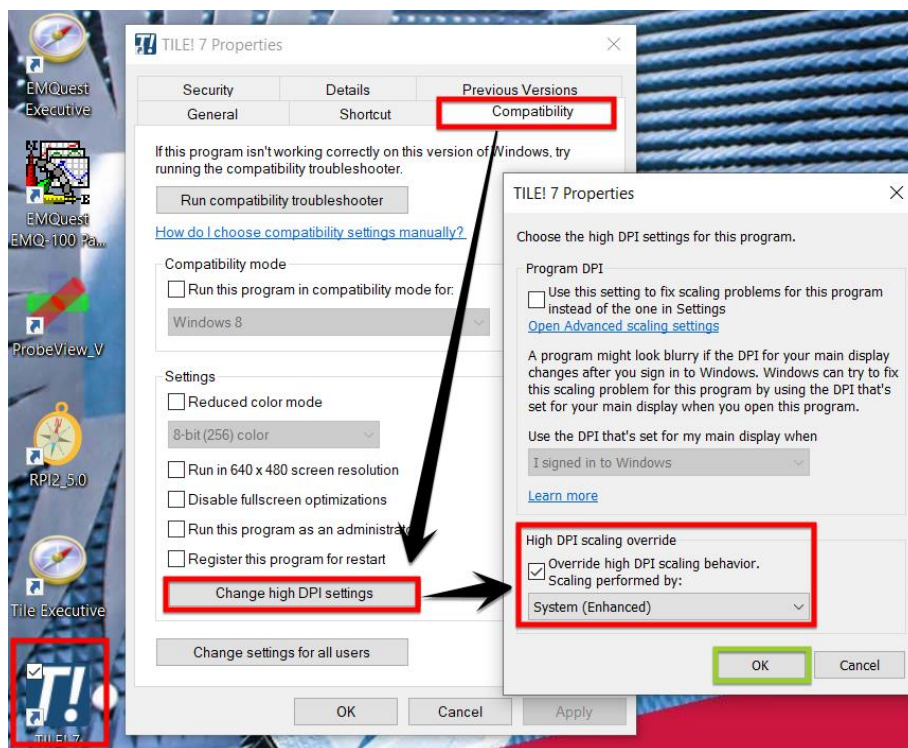 EMQuest
Executive
EMQuest
EMQ-100 Pa...
ProbeView_V
RPI2_5.0
Tile Executive
T!
TILE! 7
T! TILE! 7 Properties
Security Details Previous Versions
General Shortcut Compatibility
If this program isn't working correctly on this version of Windows, try
running the compatibility troubleshooter.
Run compatibility troubleshooter
How do I choose compatibility settings manually?
Compatibility mode
Run this program in compatibility mode for:
Windows 8
Settings
Reduced color mode
8-bit (256) color
Run in 640 x 480 screen resolution
Disable fullscreen optimizations
Run this program as an administrator
Register this program for restart
Change high DPI settings
Change settings for all users
OK Cancel Apply
TILE! 7 Properties
Choose the high DPI settings for this program.
Program DPI
Use this setting to fix scaling problems for this program
instead of the one in Settings
Open Advanced scaling settings
A program might look blurry if the DPI for your main display
changes after you sign in to Windows. Windows can try to fix
this scaling problem for this program by using the DPI that's
set for your main display when you open this program.
Use the DPI that's set for my main display when
I signed in to Windows
Learn more
High DPI scaling override
Override high DPI scaling behavior.
Scaling performed by:
System (Enhanced)
OK Cancel